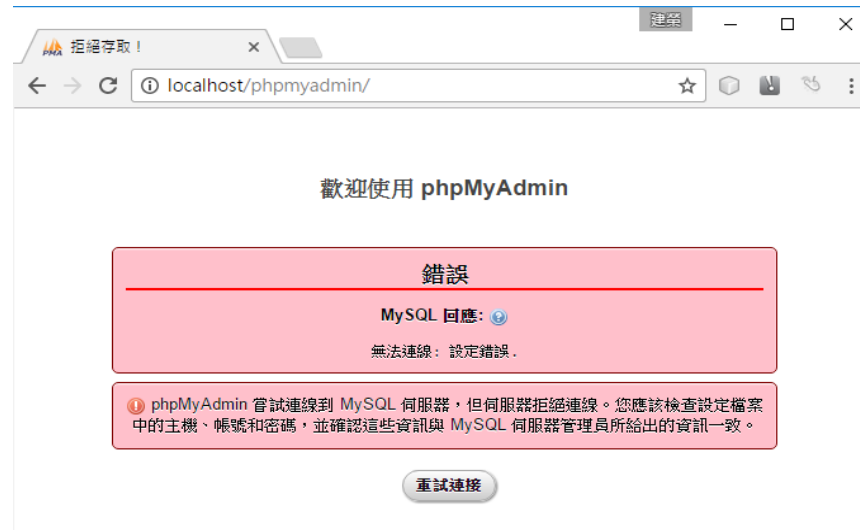 建榮
PMA 拒絕存取！
localhost/phpmyadmin/
歡迎使用 phpMyAdmin
錯誤
MySQL 回應:
無法連線: 設定錯誤.
phpMyAdmin 嘗試連線到 MySQL 伺服器，但伺服器拒絕連線。您應該檢查設定檔案
中的主機、帳號和密碼，並確認這些資訊與 MySQL 伺服器管理員所給出的資訊一致。
重試連接